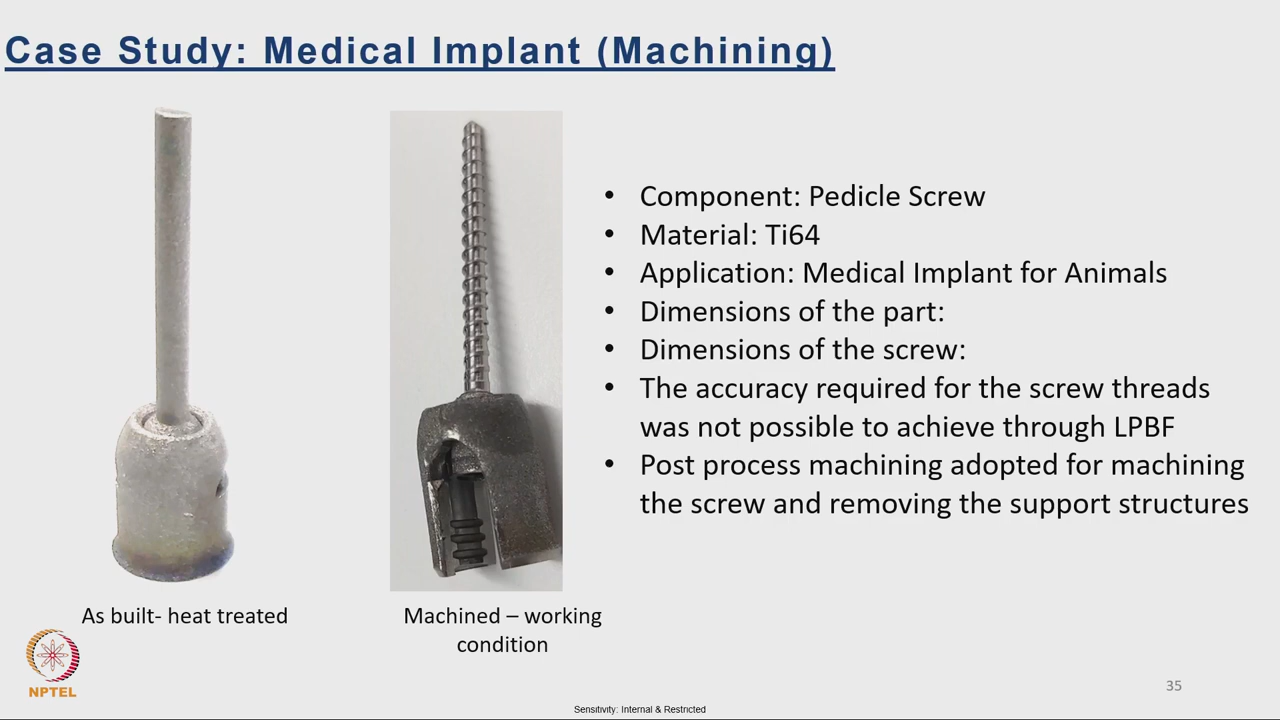 Case Study: Medical Implant (Machining)
• Component: Pedicle Screw
• Material: Ti64
• Application: Medical Implant for Animals
• Dimensions of the part:
• Dimensions of the screw:
• The accuracy required for the screw threads
was not possible to achieve through LPBF
• Post process machining adopted for machining
the screw and removing the support structures
As built- heat treated
Machined – working
condition
NPTEL
35
Sensitivity: Internal & Restricted